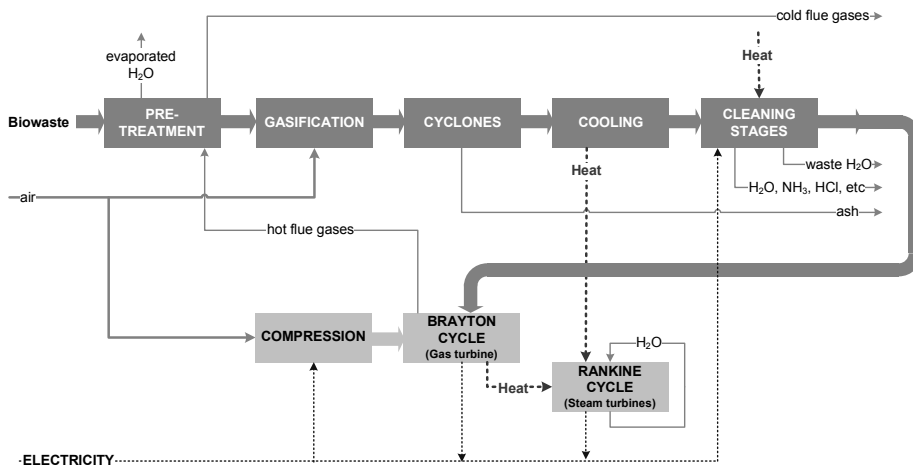 cold flue gases
evaporated
H₂O
Heat
Biowaste
PRE-
TREATMENT
GASIFICATION
CYCLONES
COOLING
CLEANING
STAGES
Heat
waste H₂O
H₂O, NH₃, HCl, etc
air
ash
hot flue gases
COMPRESSION
BRAYTON
CYCLE
(Gas turbine)
H₂O
Heat
RANKINE
CYCLE
(Steam turbines)
ELECTRICITY